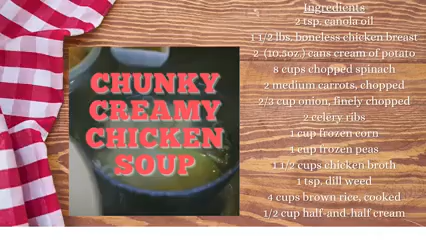 CHUNKY
CREAMY
CHICKEN
SOUP
Ingredients
2 tsp. canola oil
1 1/2 lbs. boneless chicken breast
2 (10.5oz.) cans cream of potato
8 cups chopped spinach
2 medium carrots, chopped
2/3 cup onion, finely chopped
2 celery ribs
1 cup frozen corn
1 cup frozen peas
1 1/2 cups chicken broth
1 tsp. dill weed
4 cups brown rice, cooked
1/2 cup half-and-half cream